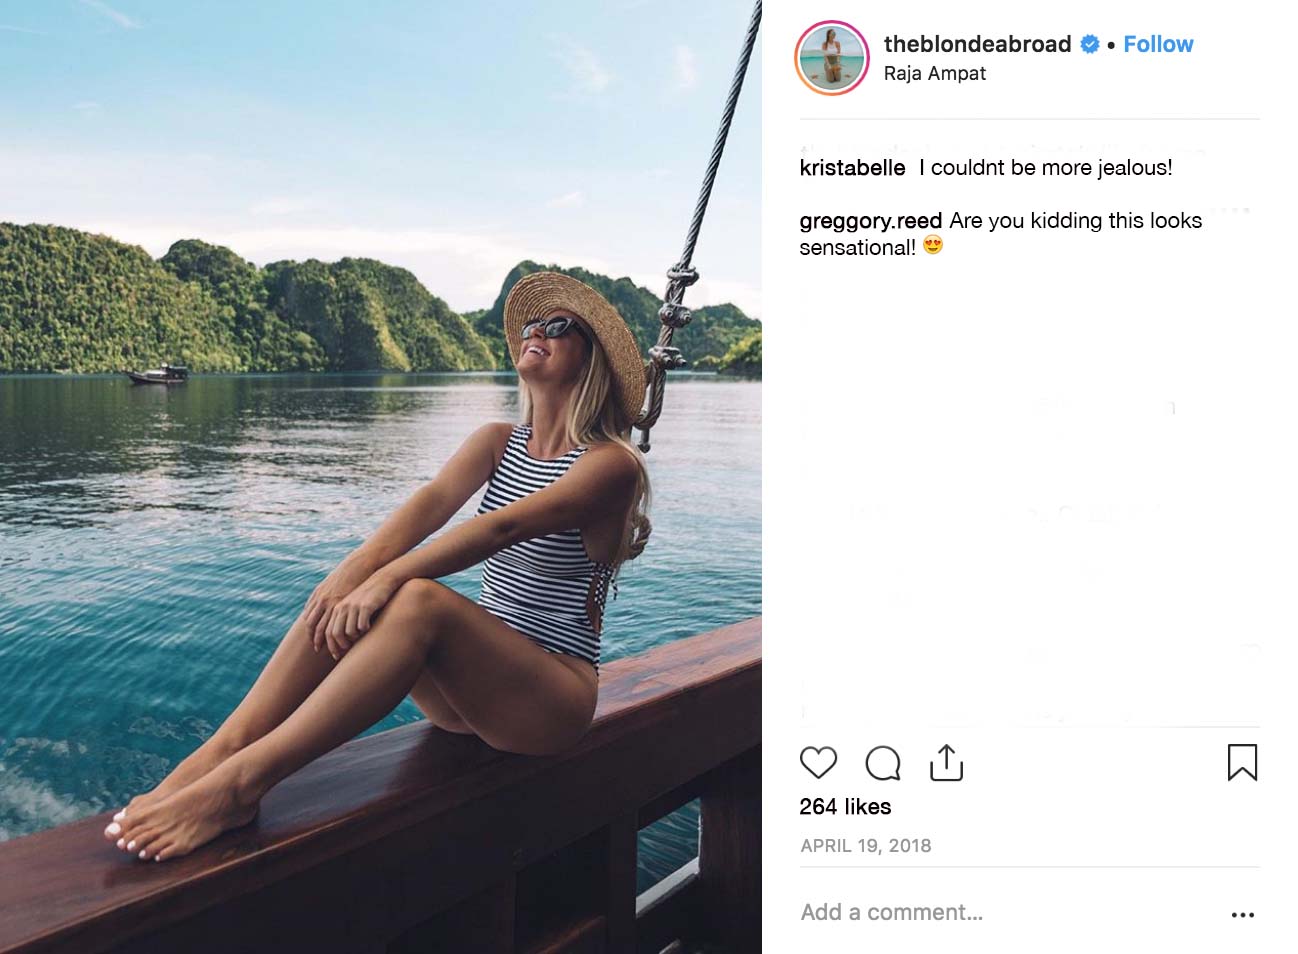 theblondeabroad • Follow
Raja Ampat
kristabelle I couldnt be more jealous!
greggory.reed Are you kidding this looks
sensational! 😍
264 likes
APRIL 19, 2018
Add a comment...